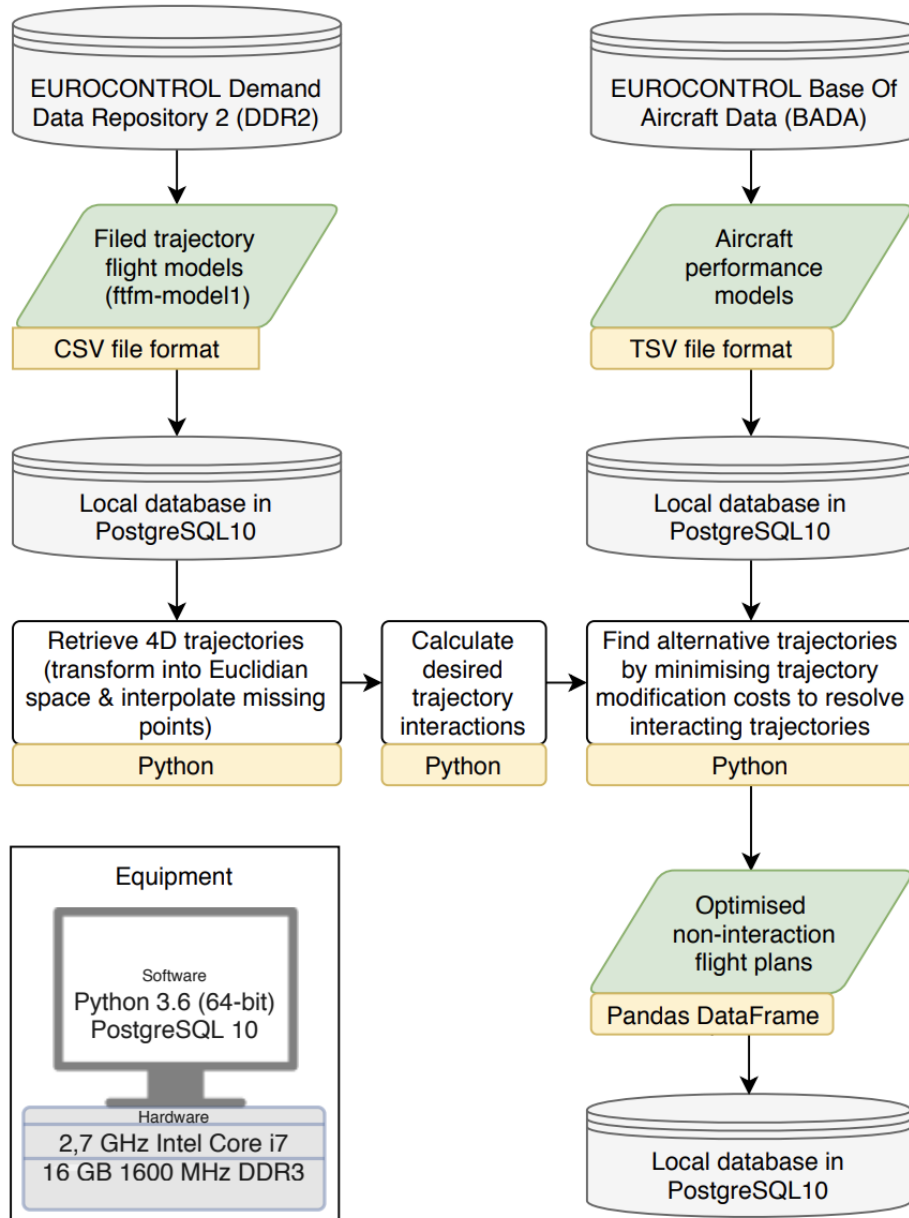 EUROCONTROL Demand
Data Repository 2 (DDR2)
EUROCONTROL Base Of
Aircraft Data (BADA)
Filed trajectory
flight models
(ftfm-model1)
CSV file format
Aircraft
performance
models
TSV file format
Local database in
PostgreSQL10
Local database in
PostgreSQL10
Retrieve 4D trajectories
(transform into Euclidian
space & interpolate missing
points)
Python
Calculate
desired
trajectory
interactions
Python
Find alternative trajectories
by minimising trajectory
modification costs to resolve
interacting trajectories
Python
Equipment
Software
Python 3.6 (64-bit)
PostgreSQL 10
Hardware
2,7 GHz Intel Core i7
16 GB 1600 MHz DDR3
Optimised
non-interaction
flight plans
Pandas DataFrame
Local database in
PostgreSQL10